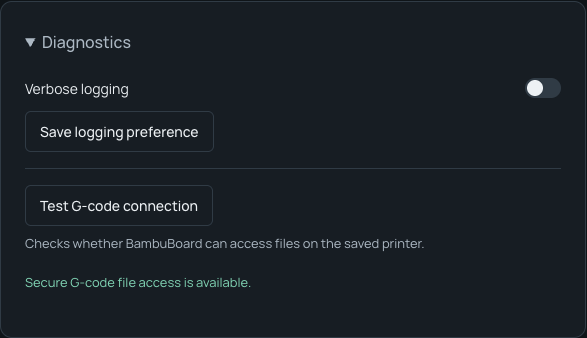 Diagnostics
Verbose logging
Save logging preference
Test G-code connection
Checks whether BambuBoard can access files on the saved printer.
Secure G-code file access is available.